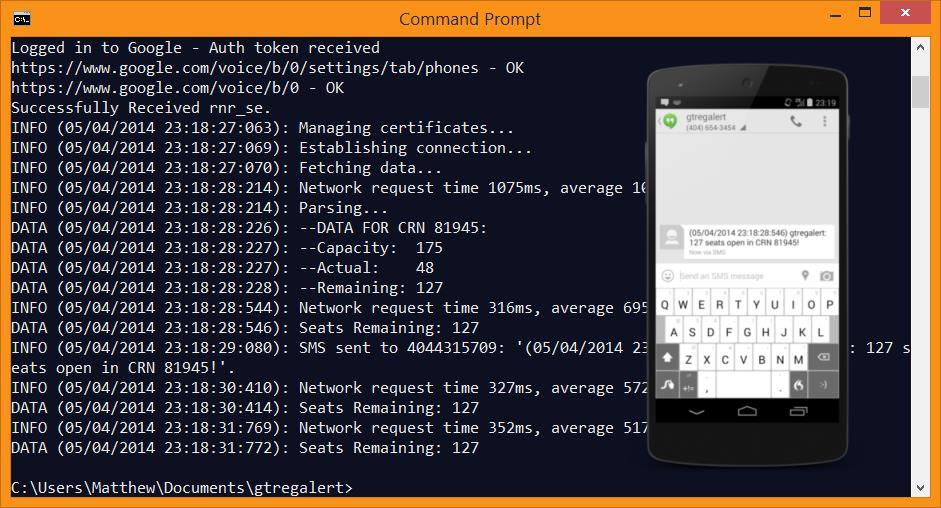 Command Prompt
Logged in to Google - Auth token received
https://www.google.com/voice/b/0/settings/tab/phones - OK
https://www.google.com/voice/b/0 - OK
Successfully Received rnr_se.
INFO (05/04/2014 23:18:27:063): Managing certificates...
INFO (05/04/2014 23:18:27:069): Establishing connection...
INFO (05/04/2014 23:18:27:070): Fetching data...
INFO (05/04/2014 23:18:28:214): Network request time 1075ms, average 10
INFO (05/04/2014 23:18:28:214): Parsing...
DATA (05/04/2014 23:18:28:226): --DATA FOR CRN 81945:
DATA (05/04/2014 23:18:28:227): --Capacity:  175
DATA (05/04/2014 23:18:28:227): --Actual:    48
DATA (05/04/2014 23:18:28:228): --Remaining: 127
INFO (05/04/2014 23:18:28:544): Network request time 316ms, average 695
DATA (05/04/2014 23:18:28:546): Seats Remaining: 127
INFO (05/04/2014 23:18:29:080): SMS sent to 4044315709: '(05/04/2014 23 : 127 s
eats open in CRN 81945!'.
INFO (05/04/2014 23:18:30:410): Network request time 327ms, average 572
DATA (05/04/2014 23:18:30:414): Seats Remaining: 127
INFO (05/04/2014 23:18:31:769): Network request time 352ms, average 517
DATA (05/04/2014 23:18:31:772): Seats Remaining: 127
C:\Users\Matthew\Documents\gtregalert>
23:19
gtregalert
(404) 654-3454
(05/04/2014 23:18:28:546) gtregalert:
127 seats open in CRN 81945!
Now via SMS
Send an SMS message
Q W E R T Y U I O P
A S D F G H J K L
Z X C V B N M
, .